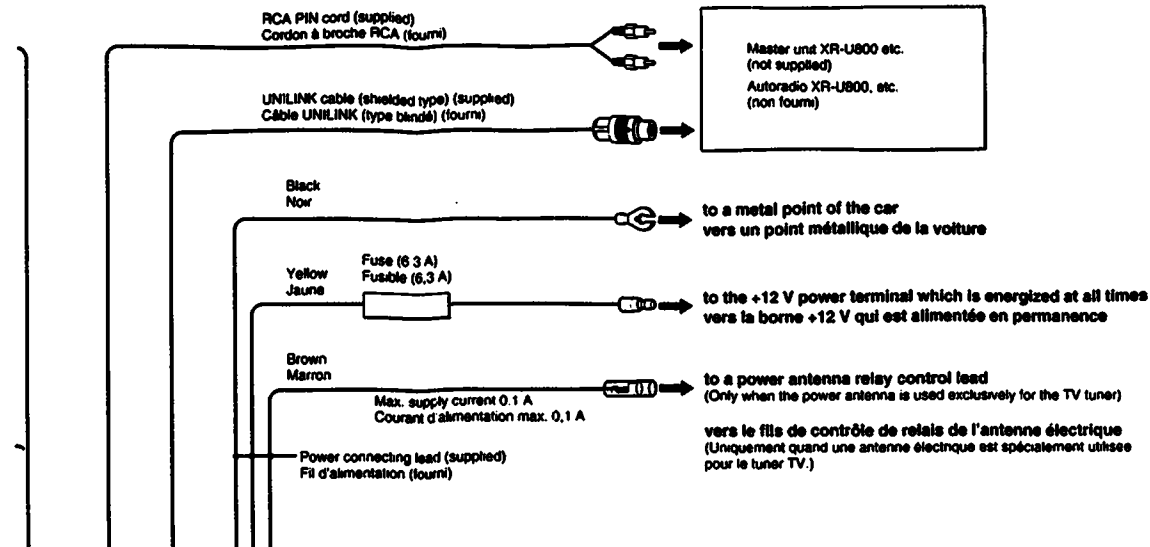 RCA PIN cord (supplied)
Cordon à broche RCA (fourni)
Master unit XR-U800 etc.
(not supplied)
Autoradio XR-U800, etc.
(non fourni)
UNILINK cable (shielded type) (supplied)
Câble UNILINK (type blindé) (fourni)
Black
Noir
to a metal point of the car
vers un point métallique de la voiture
Yellow
Jaune
Fuse (6 3 A)
Fusible (6,3 A)
to the +12 V power terminal which is energized at all times
vers la borne +12 V qui est alimentée en permanence
Brown
Marron
Max. supply current 0.1 A
Courant d'alimentation max. 0,1 A
to a power antenna relay control lead
(Only when the power antenna is used exclusively for the TV tuner)
vers le fils de contrôle de relais de l'antenne électrique
(Uniquement quand une antenne électrique est spécialement utilisee
pour le tuner TV.)
Power connecting lead (supplied)
Fil d'alimentation (fourni)